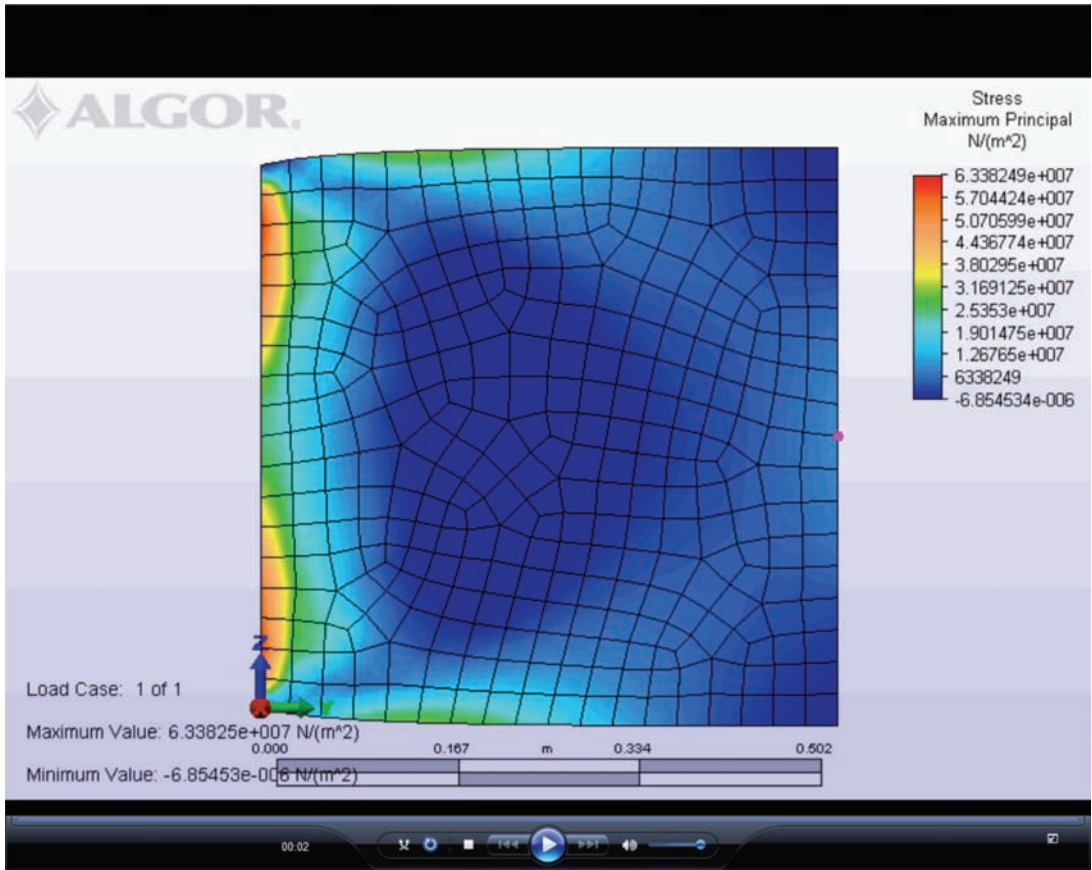 ALGOR.
Stress
Maximum Principal
N/(m^2)
6.338249e+007
5.704424e+007
5.070599e+007
4.436774e+007
3.80295e+007
3.169125e+007
2.5353e+007
1.901475e+007
1.26765e+007
6338249
-6.854534e-006
Z
Y
Load Case: 1 of 1
Maximum Value: 6.33825e+007 N/(m^2)
0.000 0.167 m 0.334 0.502
Minimum Value: -6.85453e-006 N/(m^2)
00:02